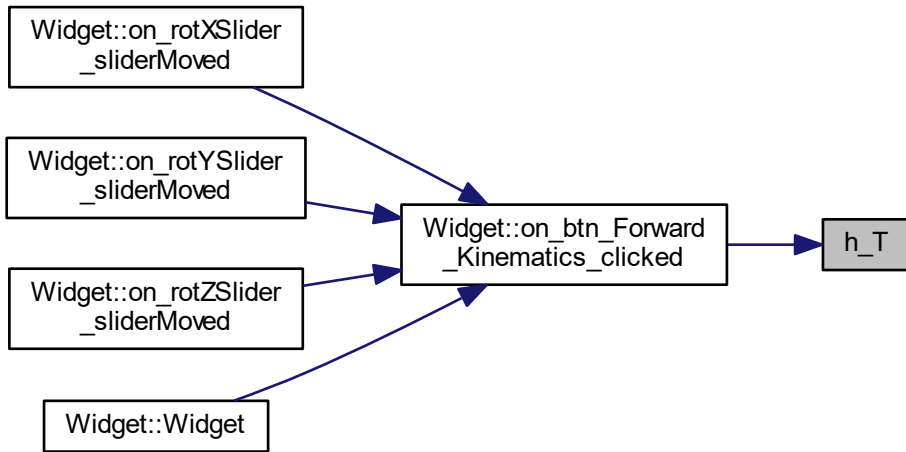 Widget::on_rotXSlider
_sliderMoved
Widget::on_rotYSlider
_sliderMoved
Widget::on_rotZSlider
_sliderMoved
Widget::Widget
Widget::on_btn_Forward
_Kinematics_clicked
h_T